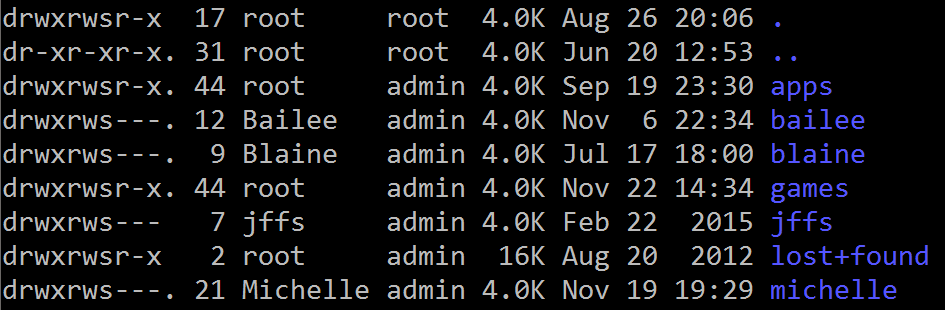 drwxrwsr-x  17 root     root  4.0K Aug 26 20:06 .
dr-xr-xr-x. 31 root     root  4.0K Jun 20 12:53 ..
drwxrwsr-x. 44 root     admin 4.0K Sep 19 23:30 apps
drwxrws---. 12 Bailee   admin 4.0K Nov  6 22:34 bailee
drwxrws---.  9 Blaine   admin 4.0K Jul 17 18:00 blaine
drwxrwsr-x. 44 root     admin 4.0K Nov 22 14:34 games
drwxrws---   7 jffs     admin 4.0K Feb 22  2015 jffs
drwxrwsr-x   2 root     admin  16K Aug 20  2012 lost+found
drwxrws---. 21 Michelle admin 4.0K Nov 19 19:29 michelle